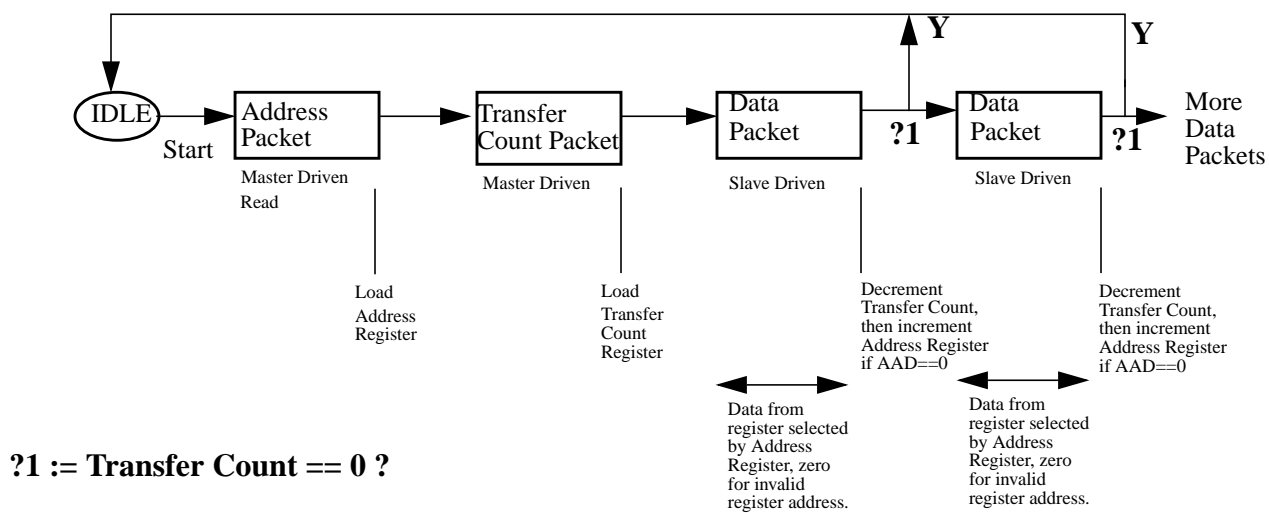 Y
Y
IDLE
Start
Address
Packet
Transfer
Count Packet
Data
Packet
?1
Data
Packet
?1
More
Data
Packets
Master Driven
Read
Master Driven
Slave Driven
Slave Driven
Load
Address
Register
Load
Transfer
Count
Register
Decrement
Transfer Count,
then increment
Address Register
if AAD==0
Decrement
Transfer Count,
then increment
Address Register
if AAD==0
Data from
register selected
by Address
Register, zero
for invalid
register address.
Data from
register selected
by Address
Register, zero
for invalid
register address.
?1 := Transfer Count == 0 ?